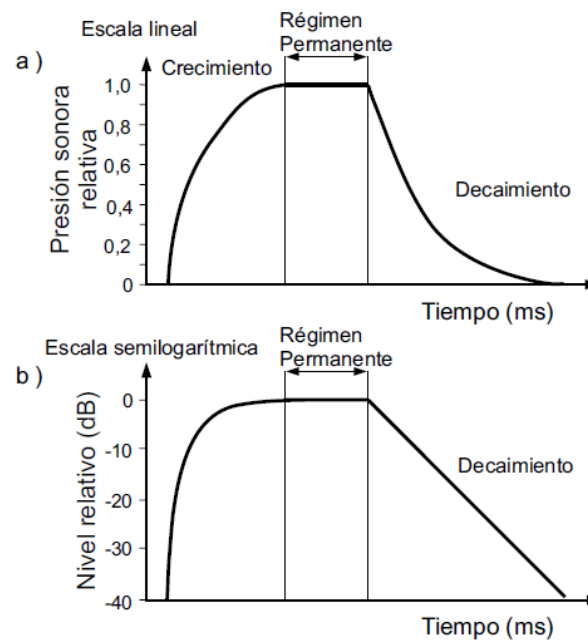 Escala lineal
Régimen
Permanente
a )
Crecimiento
1,0
0,8
0,6
0,4
0,2
0
Presión sonora
relativa
Decaimiento
Tiempo (ms)
Escala semilogarítmica
Régimen
Permanente
b )
0
-10
-20
-30
-40
Nivel relativo (dB)
Decaimiento
Tiempo (ms)